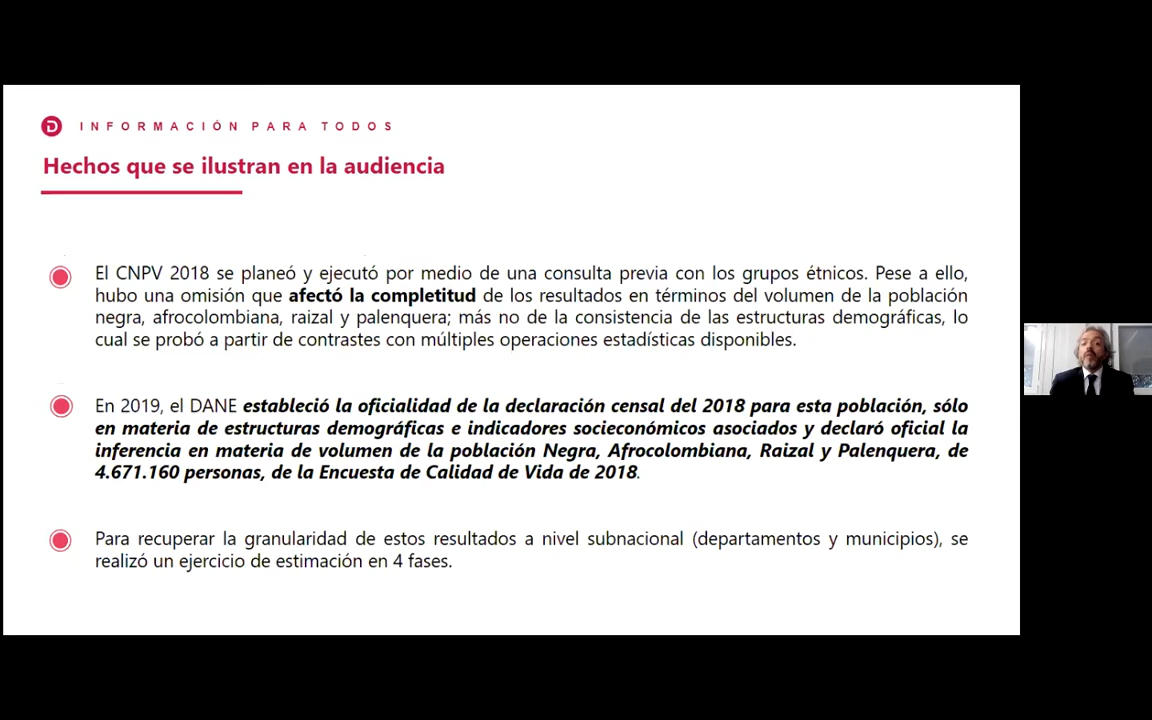 INFORMACIÓN PARA TODOS
Hechos que se ilustran en la audiencia
El CNPV 2018 se planeó y ejecutó por medio de una consulta previa con los grupos étnicos. Pese a ello,
hubo una omisión que afectó la completitud de los resultados en términos del volumen de la población
negra, afrocolombiana, raizal y palenquera; más no de la consistencia de las estructuras demográficas, lo
cual se probó a partir de contrastes con múltiples operaciones estadísticas disponibles.
En 2019, el DANE estableció la oficialidad de la declaración censal del 2018 para esta población, sólo
en materia de estructuras demográficas e indicadores socieconómicos asociados y declaró oficial la
inferencia en materia de volumen de la población Negra, Afrocolombiana, Raizal y Palenquera, de
4.671.160 personas, de la Encuesta de Calidad de Vida de 2018.
Para recuperar la granularidad de estos resultados a nivel subnacional (departamentos y municipios), se
realizó un ejercicio de estimación en 4 fases.